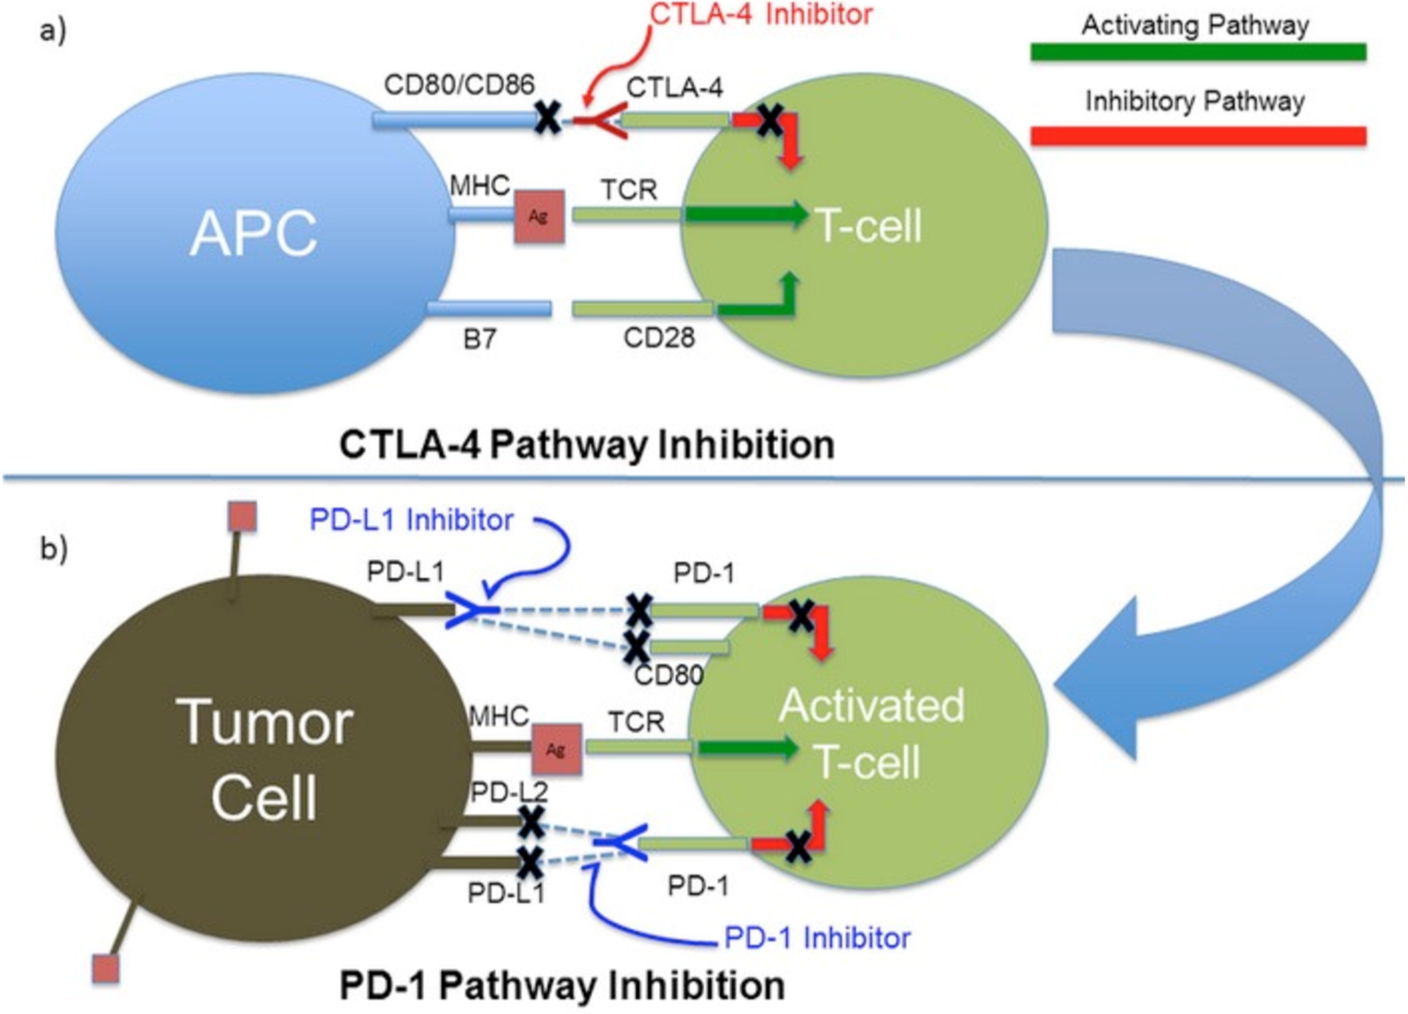 a)
CTLA-4 Inhibitor
Activating Pathway
CD80/CD86
CTLA-4
Inhibitory Pathway
MHC
TCR
Ag
APC
T-cell
B7
CD28
CTLA-4 Pathway Inhibition
b)
PD-L1 Inhibitor
PD-L1
PD-1
CD80
Tumor
Cell
MHC
TCR
Ag
Activated
T-cell
PD-L2
PD-L1
PD-1
PD-1 Inhibitor
PD-1 Pathway Inhibition